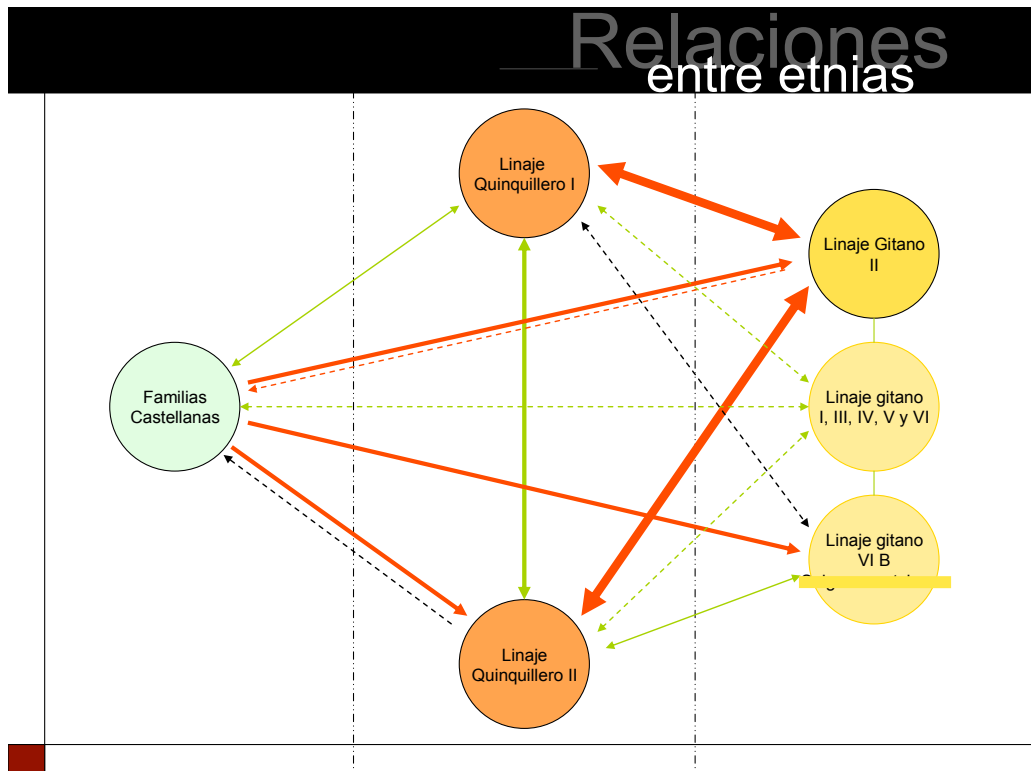 Relaciones
entre etnias
Linaje
Quinquillero I
Linaje Gitano
II
Familias
Castellanas
Linaje gitano
I, III, IV, V y VI
Linaje gitano
VI B
Linaje
Quinquillero II